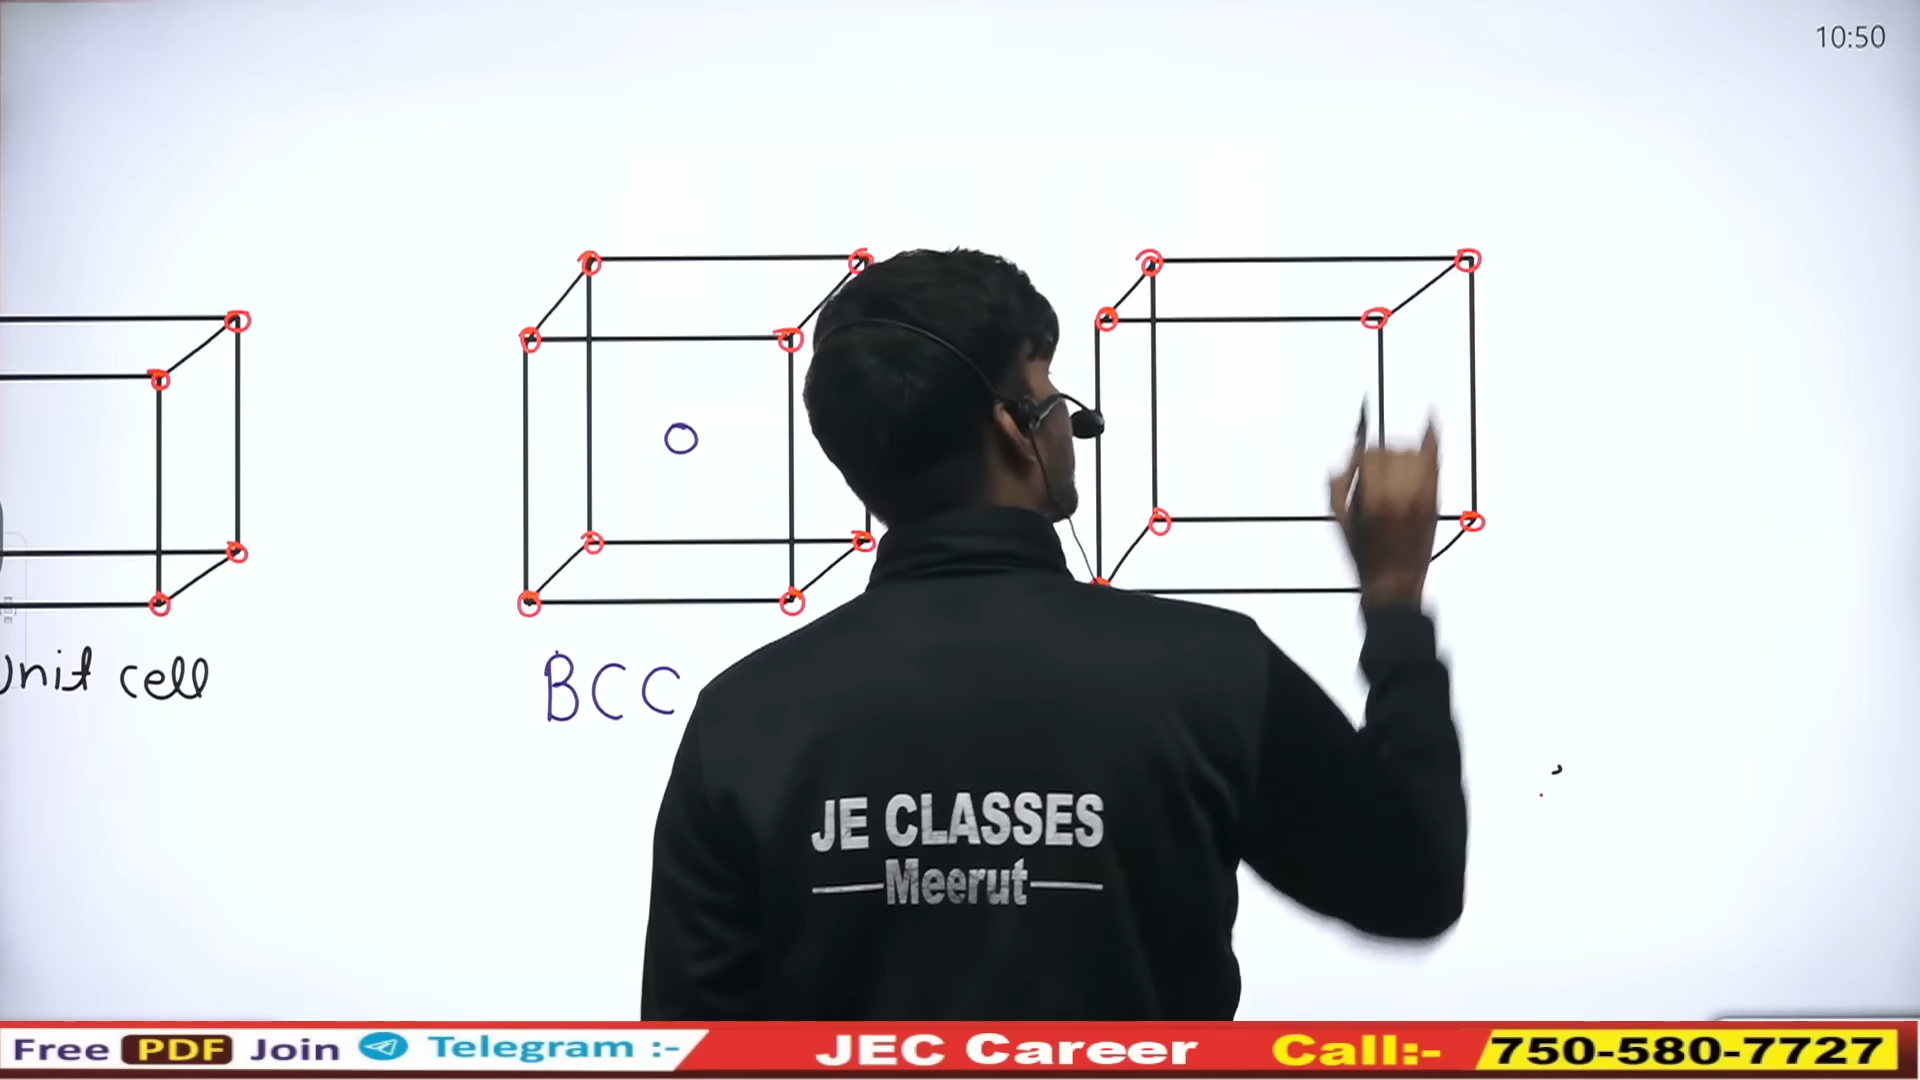 10:50
Unit cell
BCC
JE CLASSES
Meerut
Free PDF Join Telegram :- JEC Career Call:- 750-580-7727